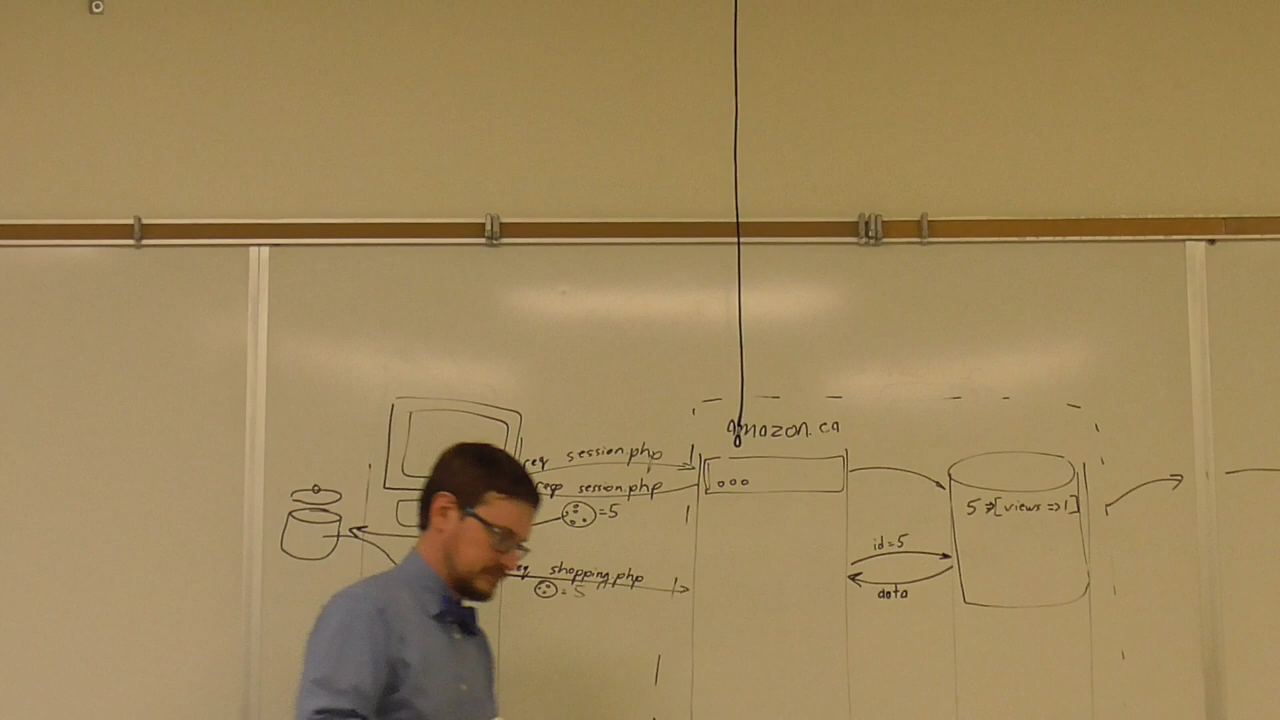 Amazon.ca
req session.php
resp session.php
=5
5 => [views => 1]
id=5
data
req shopping.php
= 5